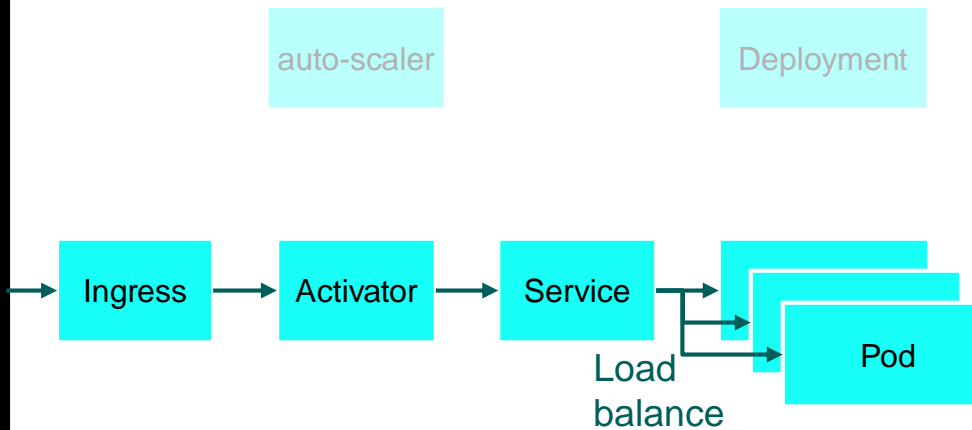 auto-scaler
Deployment
Ingress
Activator
Service
Pod
Load
balance